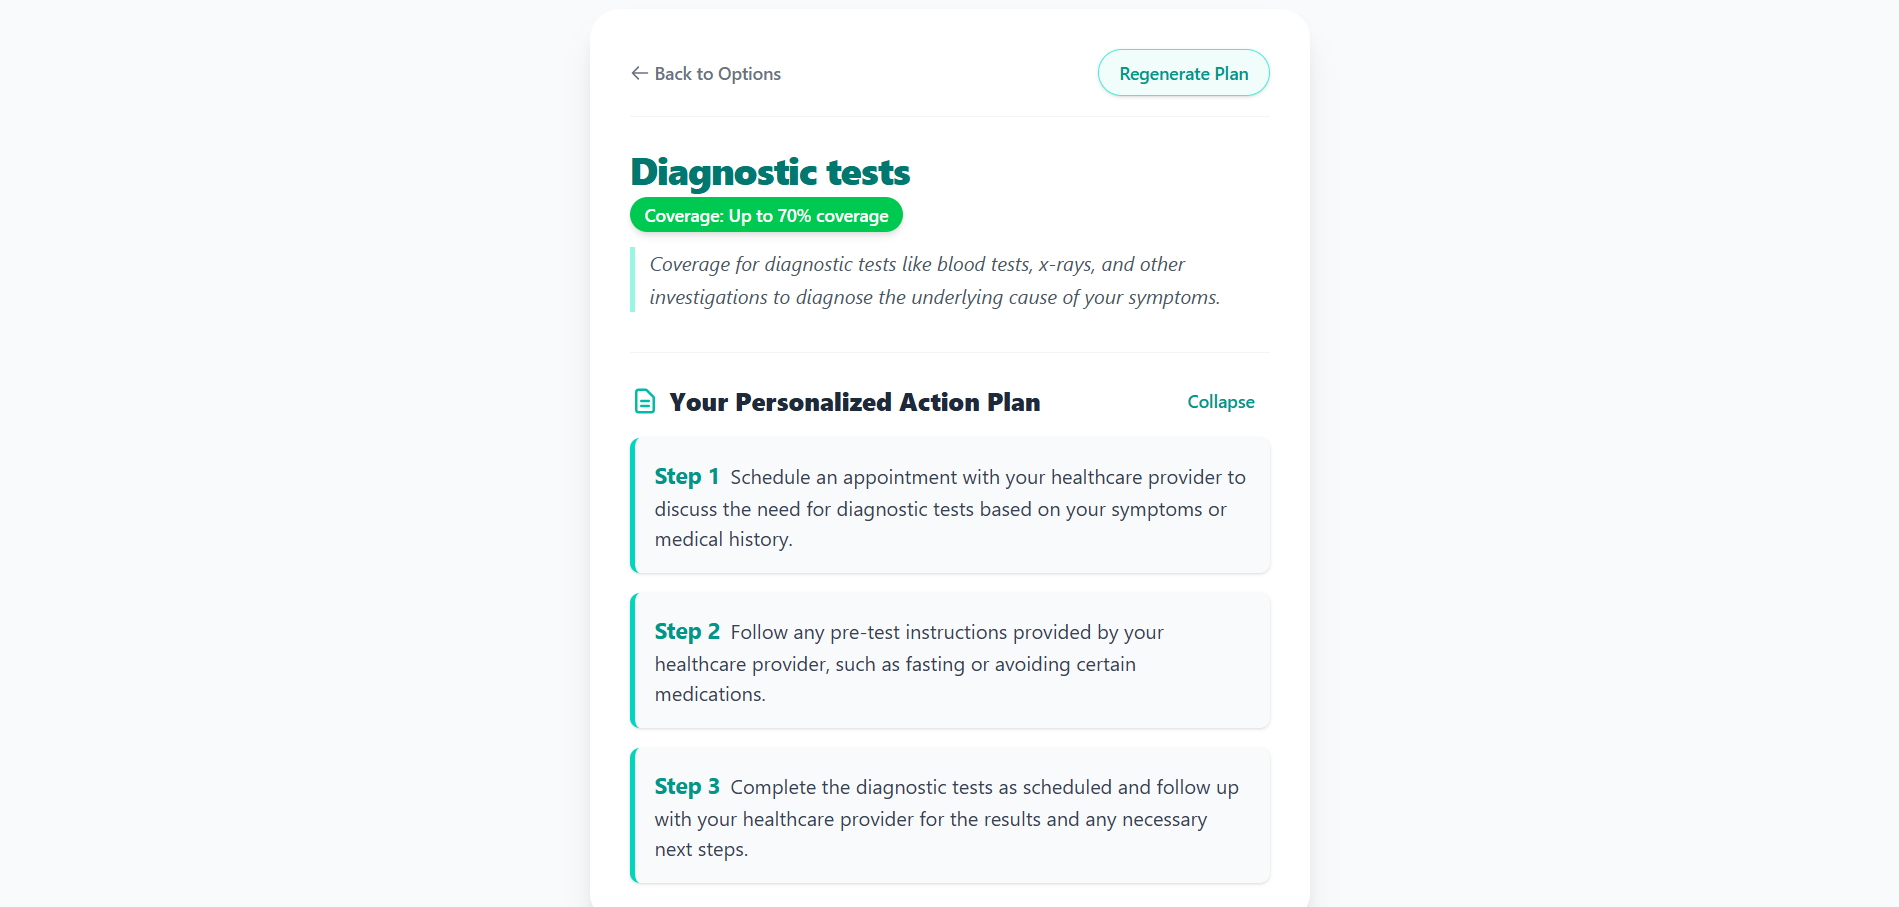 ← Back to Options
Regenerate Plan
Diagnostic tests
Coverage: Up to 70% coverage
Coverage for diagnostic tests like blood tests, x-rays, and other
investigations to diagnose the underlying cause of your symptoms.
Your Personalized Action Plan
Collapse
Step 1 Schedule an appointment with your healthcare provider to
discuss the need for diagnostic tests based on your symptoms or
medical history.
Step 2 Follow any pre-test instructions provided by your
healthcare provider, such as fasting or avoiding certain
medications.
Step 3 Complete the diagnostic tests as scheduled and follow up
with your healthcare provider for the results and any necessary
next steps.